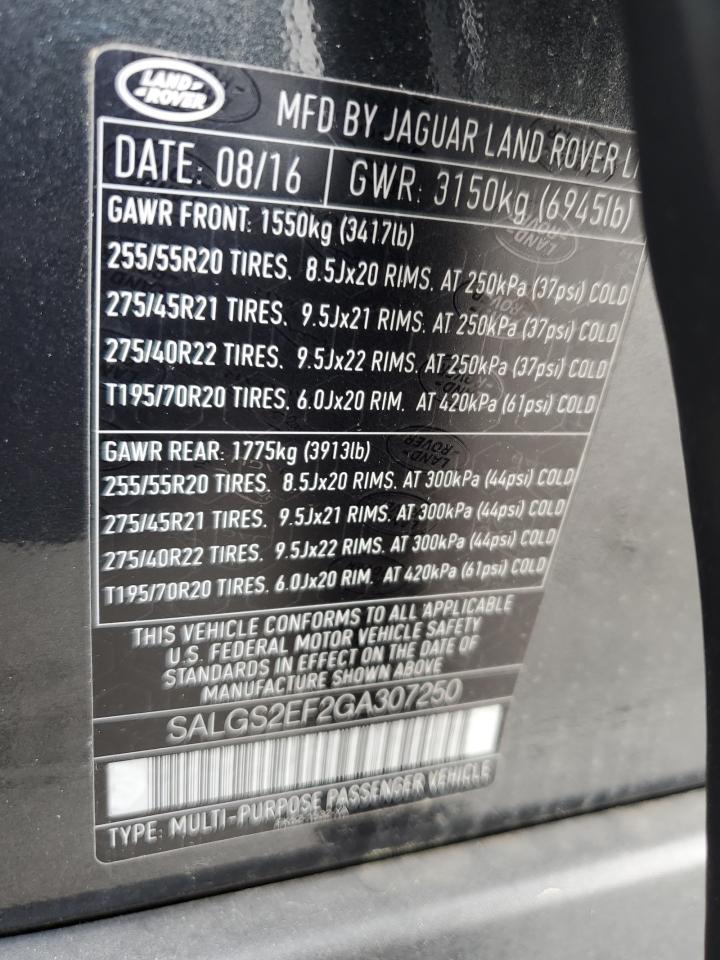 LAND ROVER
MFD BY JAGUAR LAND ROVER
DATE: 08/16 GWR: 3150kg (6945lb)
GAWR FRONT: 1550kg (3417lb)
255/55R20 TIRES. 8.5Jx20 RIMS. AT 250kPa (37psi) COLD
275/45R21 TIRES. 9.5Jx21 RIMS. AT 250kPa (37psi) COLD
275/40R22 TIRES. 9.5Jx22 RIMS. AT 250kPa (37psi) COLD
T195/70R20 TIRES. 6.0Jx20 RIM. AT 420kPa (61psi) COLD
GAWR REAR: 1775kg (3913lb)
255/55R20 TIRES. 8.5Jx20 RIMS. AT 300kPa (44psi) COLD
275/45R21 TIRES. 9.5Jx21 RIMS. AT 300kPa (44psi) COLD
275/40R22 TIRES. 9.5Jx22 RIMS. AT 300kPa (44psi) COLD
T195/70R20 TIRES. 6.0Jx20 RIM. AT 420kPa (61psi) COLD
THIS VEHICLE CONFORMS TO ALL APPLICABLE
U.S. FEDERAL MOTOR VEHICLE SAFETY
STANDARDS IN EFFECT ON THE DATE OF
MANUFACTURE SHOWN ABOVE
SALGS2EF2GA307250
TYPE: MULTI-PURPOSE PASSENGER VEHICLE